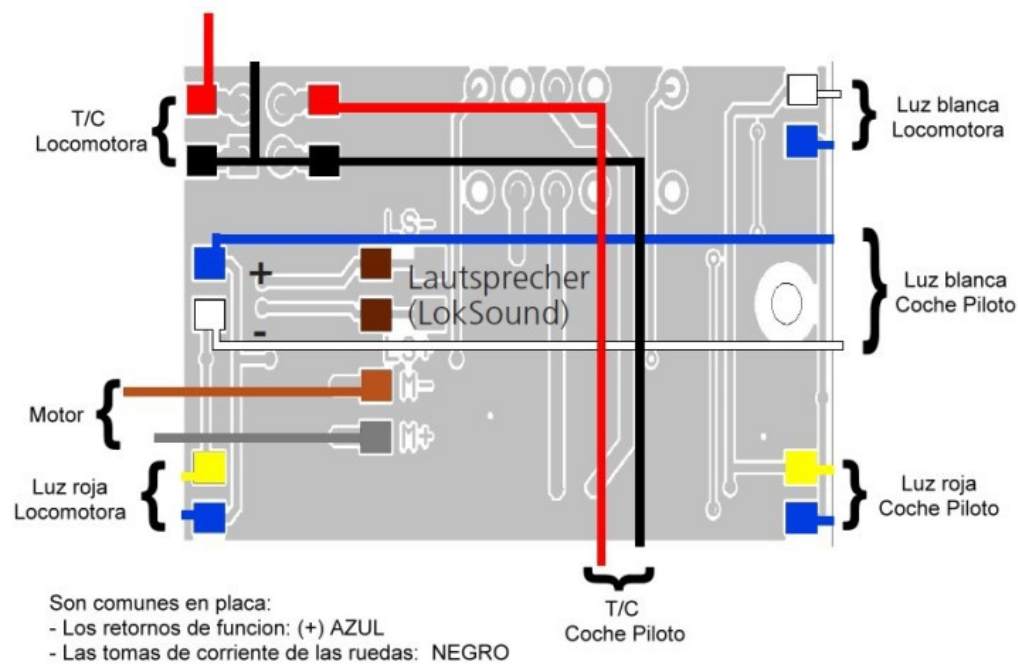 T/C
Locomotora
Luz blanca
Locomotora
LS-
+
Lautsprecher
(LokSound)
-
LS+
Luz blanca
Coche Piloto
M-
Motor
M+
Luz roja
Locomotora
Luz roja
Coche Piloto
T/C
Coche Piloto
Son comunes en placa:
- Los retornos de funcion: (+) AZUL
- Las tomas de corriente de las ruedas: NEGRO